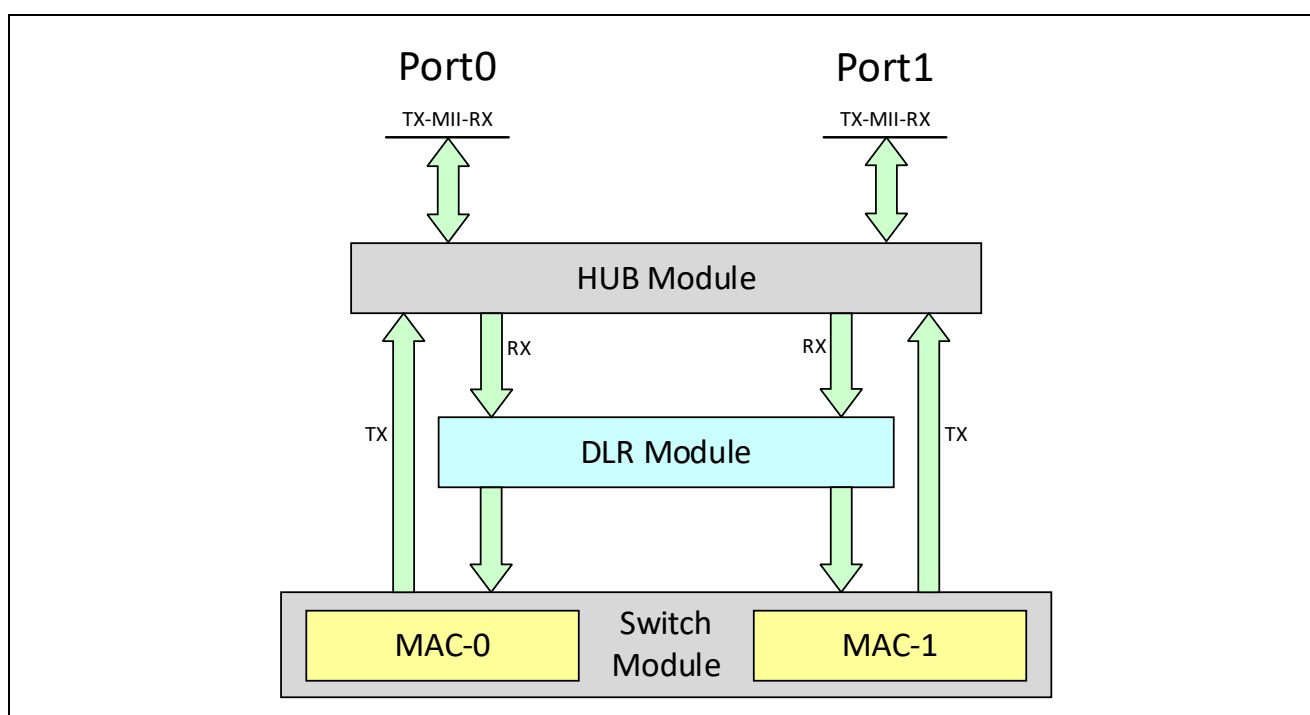 Port0
Port1
TX-MII-RX
TX-MII-RX
HUB Module
RX
RX
TX
TX
DLR Module
MAC-0
Switch
Module
MAC-1